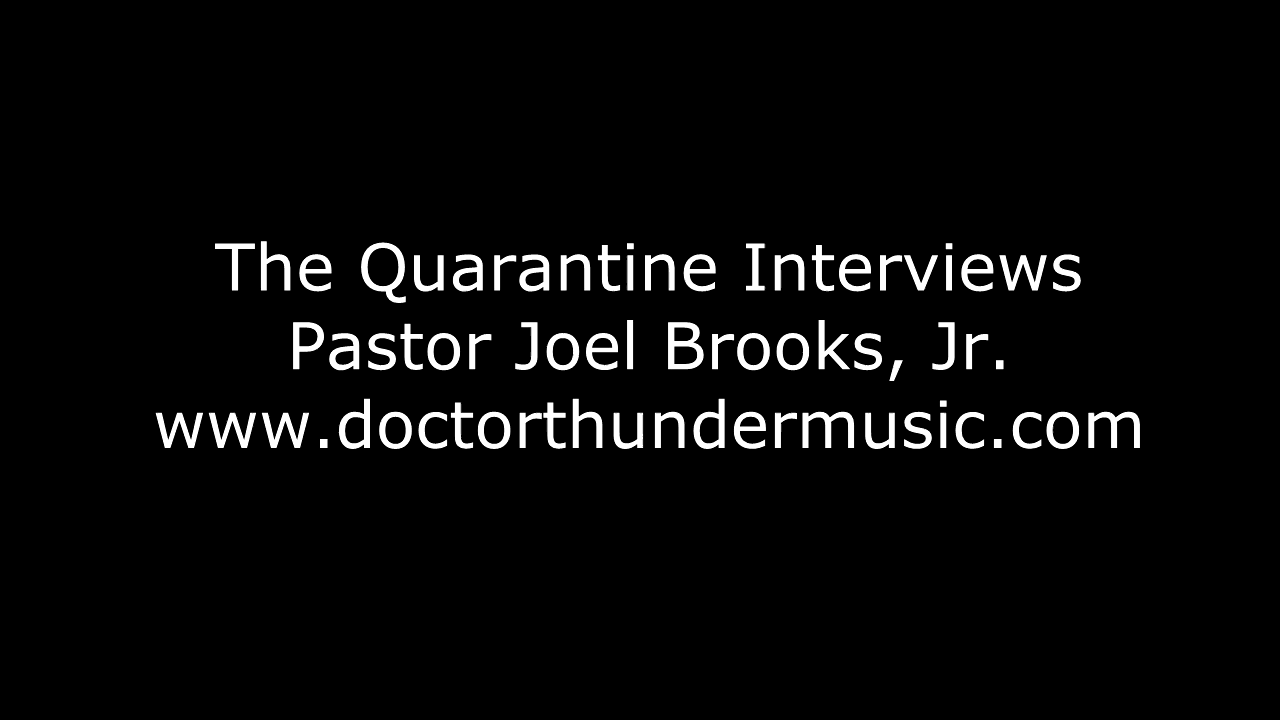 The Quarantine Interviews
Pastor Joel Brooks, Jr.
www.doctorthundermusic.com